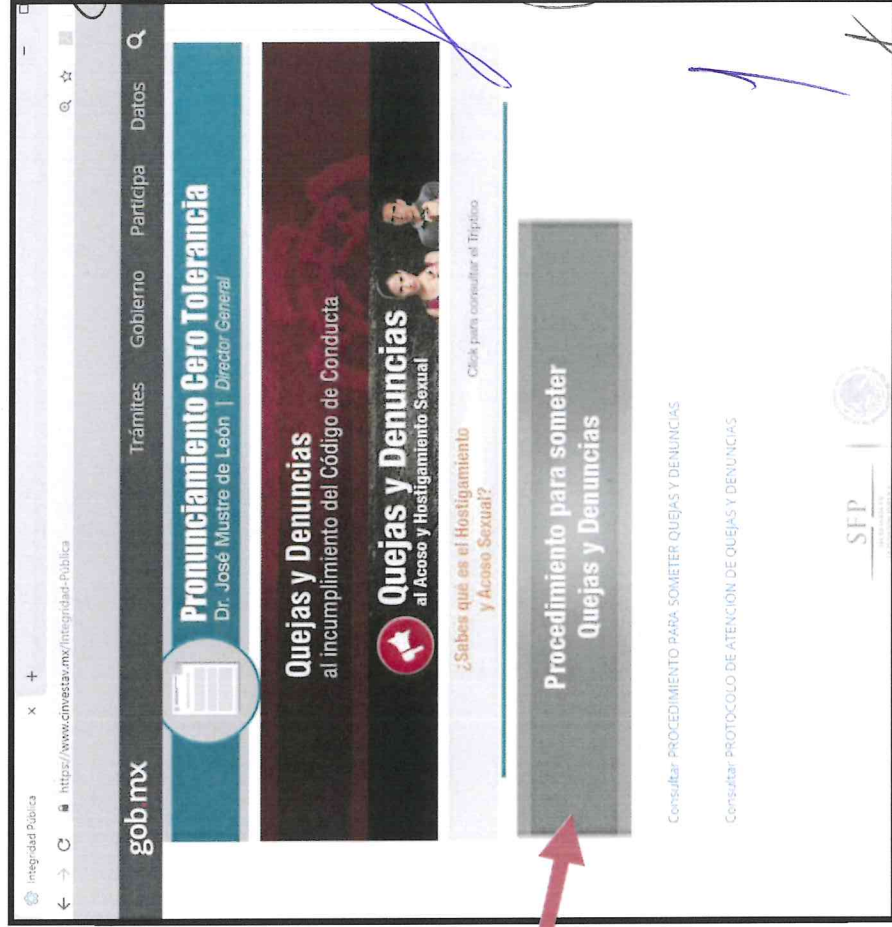 Integridad Pública
https://www.cinvestav.mx/Integridad-Pública
gob.mx
Trámites Gobierno Participa Datos
Pronunciamiento Cero Tolerancia
Dr. José Mustre de León | Director General
Quejas y Denuncias
al incumplimiento del Código de Conducta
Quejas y Denuncias
al Acoso y Hostigamiento Sexual
¿Sabes qué es el Hostigamiento
y Acoso Sexual?
Click para consultar el Tríptico
Procedimiento para someter
Quejas y Denuncias
Consultar PROCEDIMIENTO PARA SOMETER QUEJAS Y DENUNCIAS
Consultar PROTOCOLO DE ATENCIÓN DE QUEJAS Y DENUNCIAS
SFP